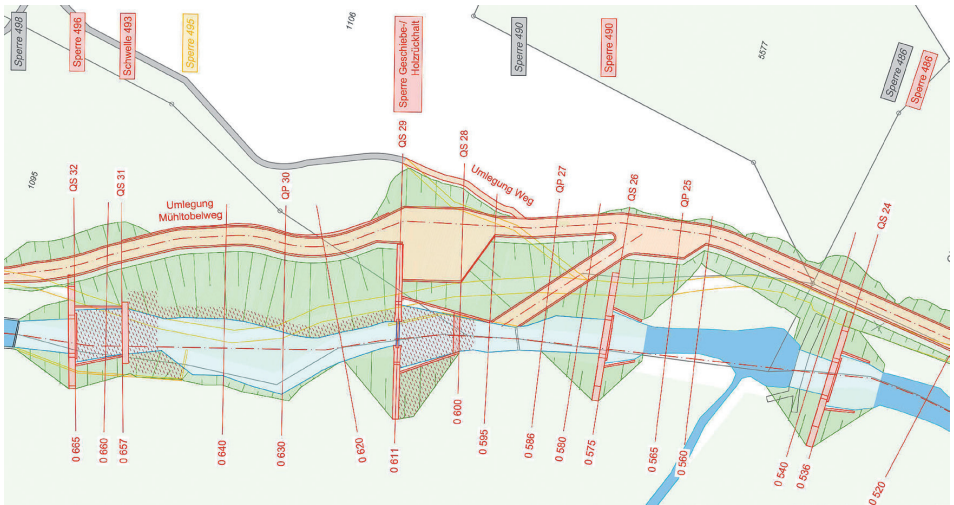 Sperre 498
Sperre 496
Schwelle 493
Sperre 495
1106
Sperre Geschiebe-/
Holzrückhalt
Sperre 490
Sperre 490
5577
Sperre 486
Sperre 486
1095
QS 32
QS 31
QP 30
QS 29
QS 28
QP 27
QS 26
QP 25
QS 24
Umlegung
Mühltobelweg
Umlegung Weg
0 665
0 660
0 657
0 640
0 630
0 620
0 611
0 600
0 595
0 586
0 580
0 575
0 565
0 560
0 540
0 536
0 520